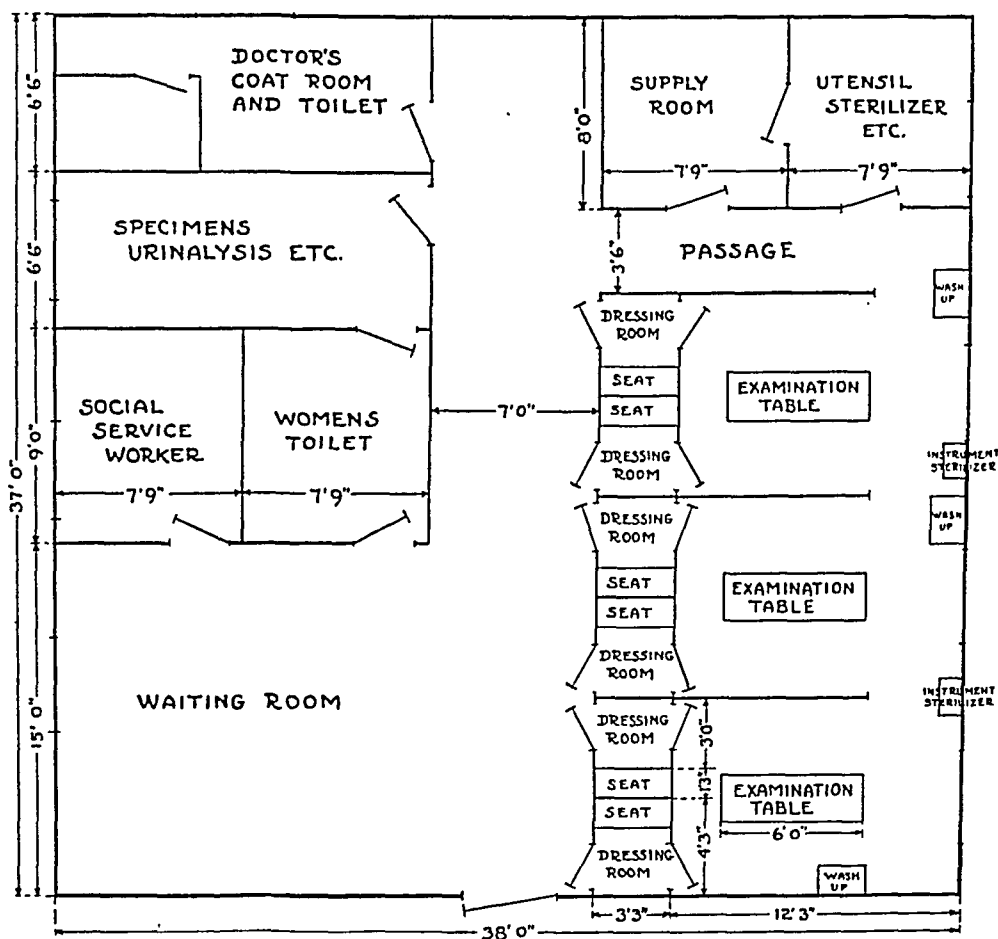 DOCTOR'S
COAT ROOM
AND TOILET
SUPPLY
ROOM
UTENSIL
STERILIZER
ETC.
6'6"
8'0"
7'9"
7'9"
SPECIMENS
URINALYSIS ETC.
6'6"
3'6"
PASSAGE
WASH
UP
DRESSING
ROOM
SEAT
SEAT
EXAMINATION
TABLE
SOCIAL
SERVICE
WORKER
WOMENS
TOILET
7'0"
9'0"
37'0"
DRESSING
ROOM
INSTRUMENT
STERILIZER
7'9"
7'9"
WASH
UP
DRESSING
ROOM
SEAT
SEAT
EXAMINATION
TABLE
DRESSING
ROOM
WAITING ROOM
15'0"
INSTRUMENT
STERILIZER
DRESSING
ROOM
3'0"
SEAT
SEAT
13"
EXAMINATION
TABLE
6'0"
4'3"
DRESSING
ROOM
WASH
UP
3'3"
12'3"
38'0"